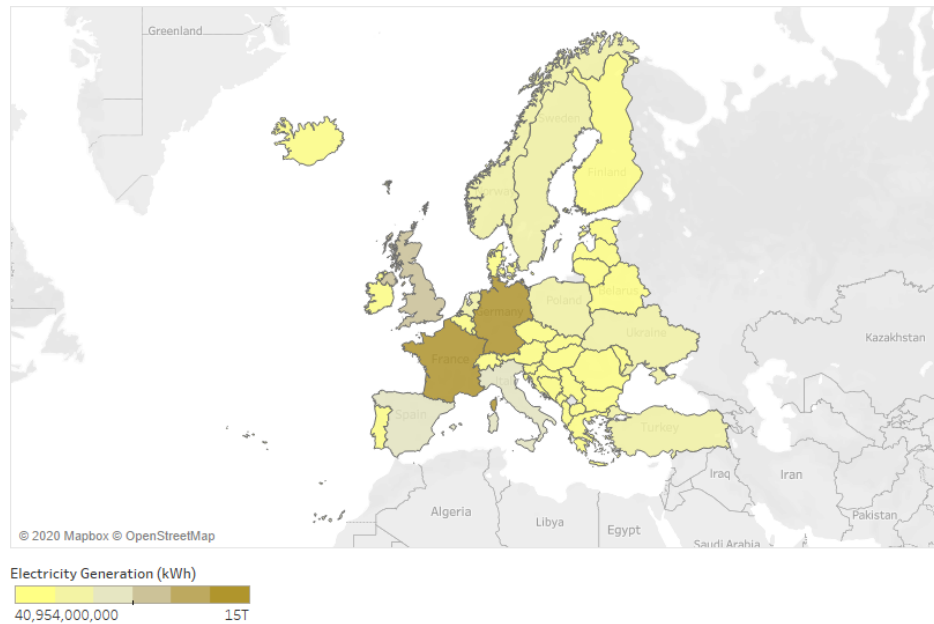 Greenland
Sweden
Norway
Finland
Belarus
Germany
Poland
Ukraine
Kazakhstan
France
Italy
Spain
Turkey
Iraq
Iran
Algeria
Libya
Egypt
Pakistan
Saudi Arabia
© 2020 Mapbox © OpenStreetMap
Electricity Generation (kWh)
40,954,000,000 15T